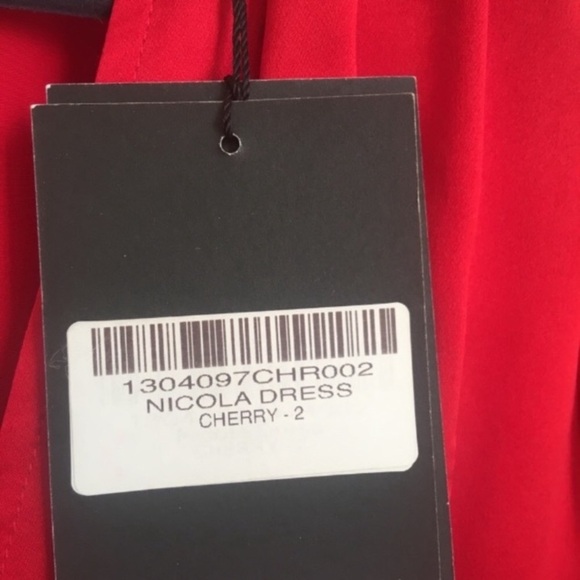 1304097CHR002
NICOLA DRESS
CHERRY - 2